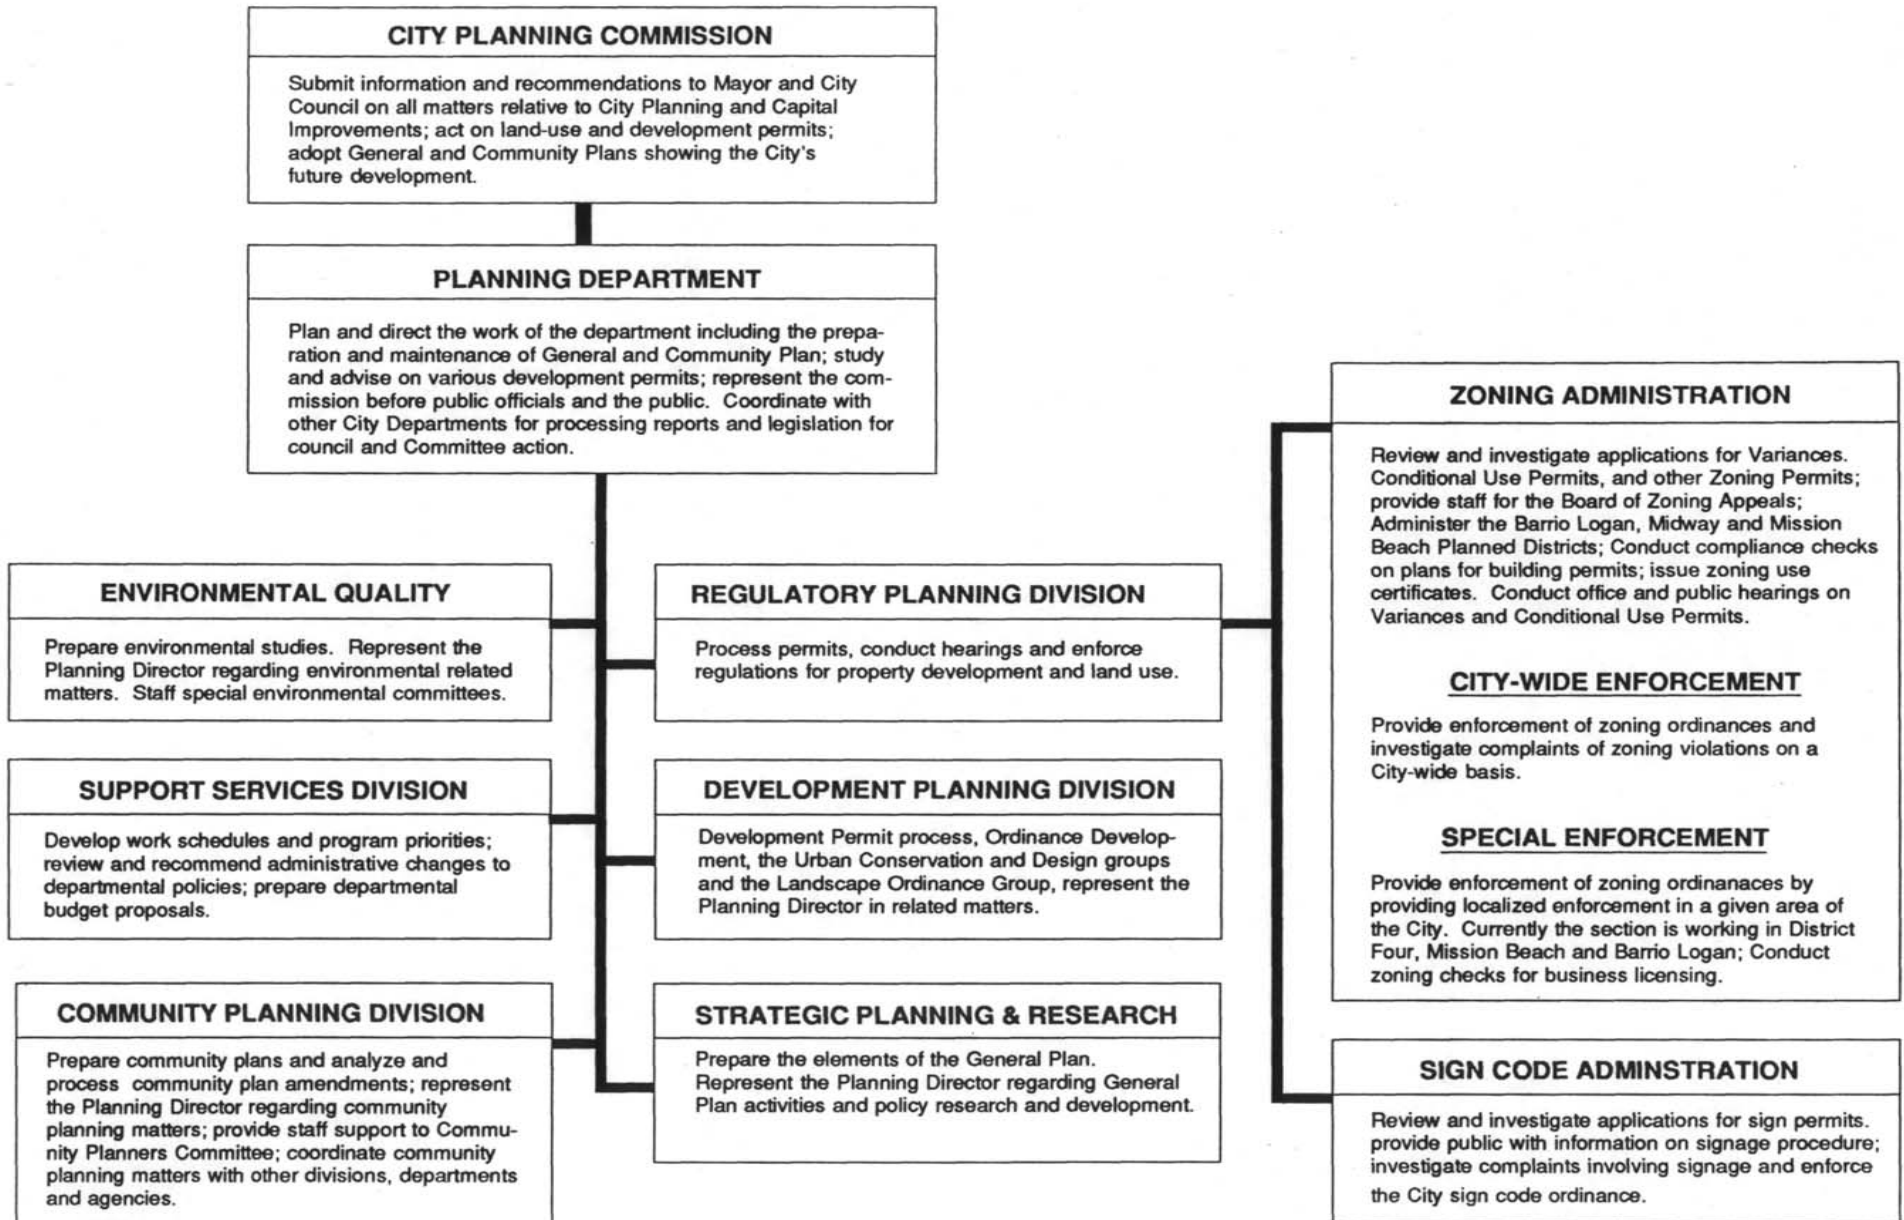 CITY PLANNING COMMISSION
Submit information and recommendations to Mayor and City
Council on all matters relative to City Planning and Capital
Improvements; act on land-use and development permits;
adopt General and Community Plans showing the City's
future development.
PLANNING DEPARTMENT
Plan and direct the work of the department including the prepa-
ration and maintenance of General and Community Plan; study
and advise on various development permits; represent the com-
mission before public officials and the public. Coordinate with
other City Departments for processing reports and legislation for
council and Committee action.
ENVIRONMENTAL QUALITY
Prepare environmental studies. Represent the
Planning Director regarding environmental related
matters. Staff special environmental committees.
SUPPORT SERVICES DIVISION
Develop work schedules and program priorities;
review and recommend administrative changes to
departmental policies; prepare departmental
budget proposals.
COMMUNITY PLANNING DIVISION
Prepare community plans and analyze and
process community plan amendments; represent
the Planning Director regarding community
planning matters; provide staff support to Commu-
nity Planners Committee; coordinate community
planning matters with other divisions, departments
and agencies.
REGULATORY PLANNING DIVISION
Process permits, conduct hearings and enforce
regulations for property development and land use.
DEVELOPMENT PLANNING DIVISION
Development Permit process, Ordinance Develop-
ment, the Urban Conservation and Design groups
and the Landscape Ordinance Group, represent the
Planning Director in related matters.
STRATEGIC PLANNING & RESEARCH
Prepare the elements of the General Plan.
Represent the Planning Director regarding General
Plan activities and policy research and development.
ZONING ADMINISTRATION
Review and investigate applications for Variances.
Conditional Use Permits, and other Zoning Permits;
provide staff for the Board of Zoning Appeals;
Administer the Barrio Logan, Midway and Mission
Beach Planned Districts; Conduct compliance checks
on plans for building permits; issue zoning use
certificates. Conduct office and public hearings on
Variances and Conditional Use Permits.
CITY-WIDE ENFORCEMENT
Provide enforcement of zoning ordinances and
investigate complaints of zoning violations on a
City-wide basis.
SPECIAL ENFORCEMENT
Provide enforcement of zoning ordinanaces by
providing localized enforcement in a given area of
the City. Currently the section is working in District
Four, Mission Beach and Barrio Logan; Conduct
zoning checks for business licensing.
SIGN CODE ADMINSTRATION
Review and investigate applications for sign permits.
provide public with information on signage procedure;
investigate complaints involving signage and enforce
the City sign code ordinance.